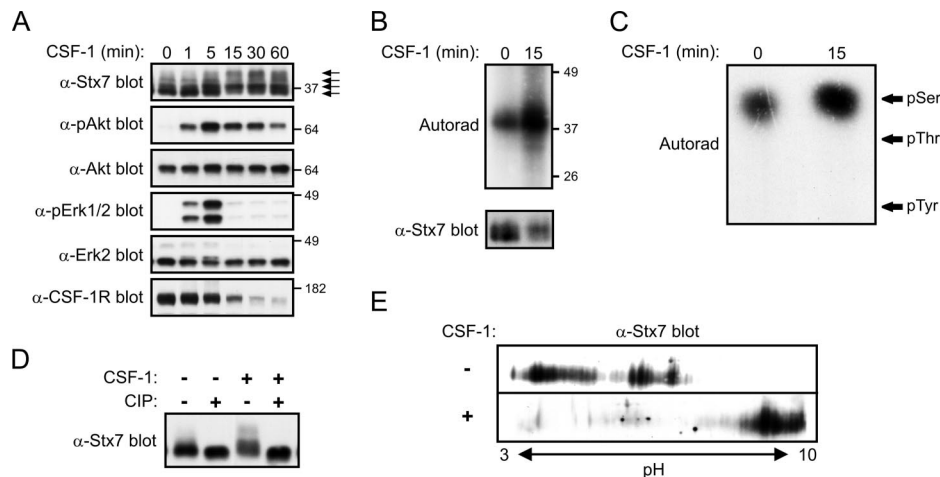 A
CSF-1 (min): 0 1 5 15 30 60
α-Stx7 blot 37
α-pAkt blot 64
α-Akt blot 64
α-pErk1/2 blot 49
α-Erk2 blot 49
α-CSF-1R blot 182
B
CSF-1 (min): 0 15
Autorad 49 37 26
α-Stx7 blot
C
CSF-1 (min): 0 15
Autorad
pSer
pThr
pTyr
D
CSF-1: - - + +
CIP: - + - +
α-Stx7 blot
E
CSF-1: α-Stx7 blot
-
+
3 10
pH